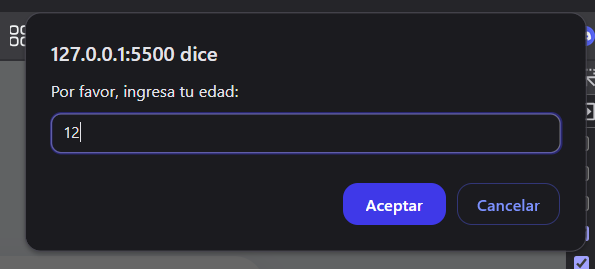 127.0.0.1:5500 dice
Por favor, ingresa tu edad:
12
Aceptar
Cancelar